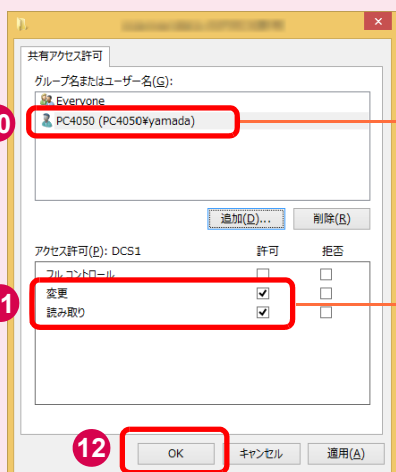 共有アクセス許可
グループ名またはユーザー名(G):
Everyone
0
PC4050 (PC4050¥yamada)
追加(D)...
削除(R)
アクセス許可(P): DCS1
許可
拒否
フル コントロール
1
変更
読み取り
12
OK
キャンセル
適用(A)